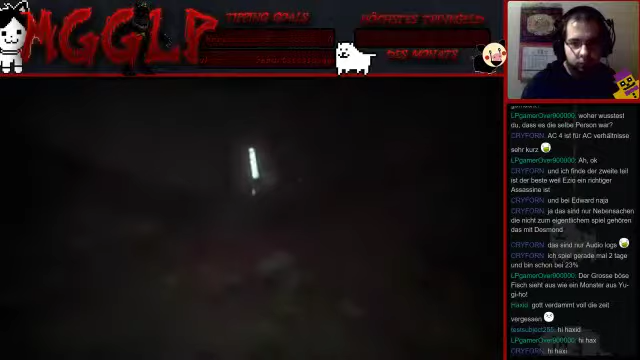 MGGLP
TIPPING GOALS
HÖCHSTES TRINKGELD
DES MONATS
LPgamerOver900000: woher wusstest
du, dass es die selbe Person war?
CRYFORN: AC 4 ist für AC verhältnisse
sehr kurz
LPgamerOver900000: Ah, ok
CRYFORN: und ich finde der zweite teil
ist der beste weil Ezio ein richtiger
Assassine ist
CRYFORN: und bei Edward naja
CRYFORN: ja das sind nur Nebensachen
die nicht zum eigentlichem spiel gehören
das mit Desmond
CRYFORN: das sind nur Audio logs
CRYFORN: ich spiel gerade mal 2 tage
und bin schon bei 23%
LPgamerOver900000: Der Grosse böse
Fisch sieht aus wie ein Monster aus Yu-
gi-ho!
Haxid: gott verdammt voll die zeit
vergessen
testsubject255: hi haxid
LPgamerOver900000: hi hax
CRYFORN: hi haxi